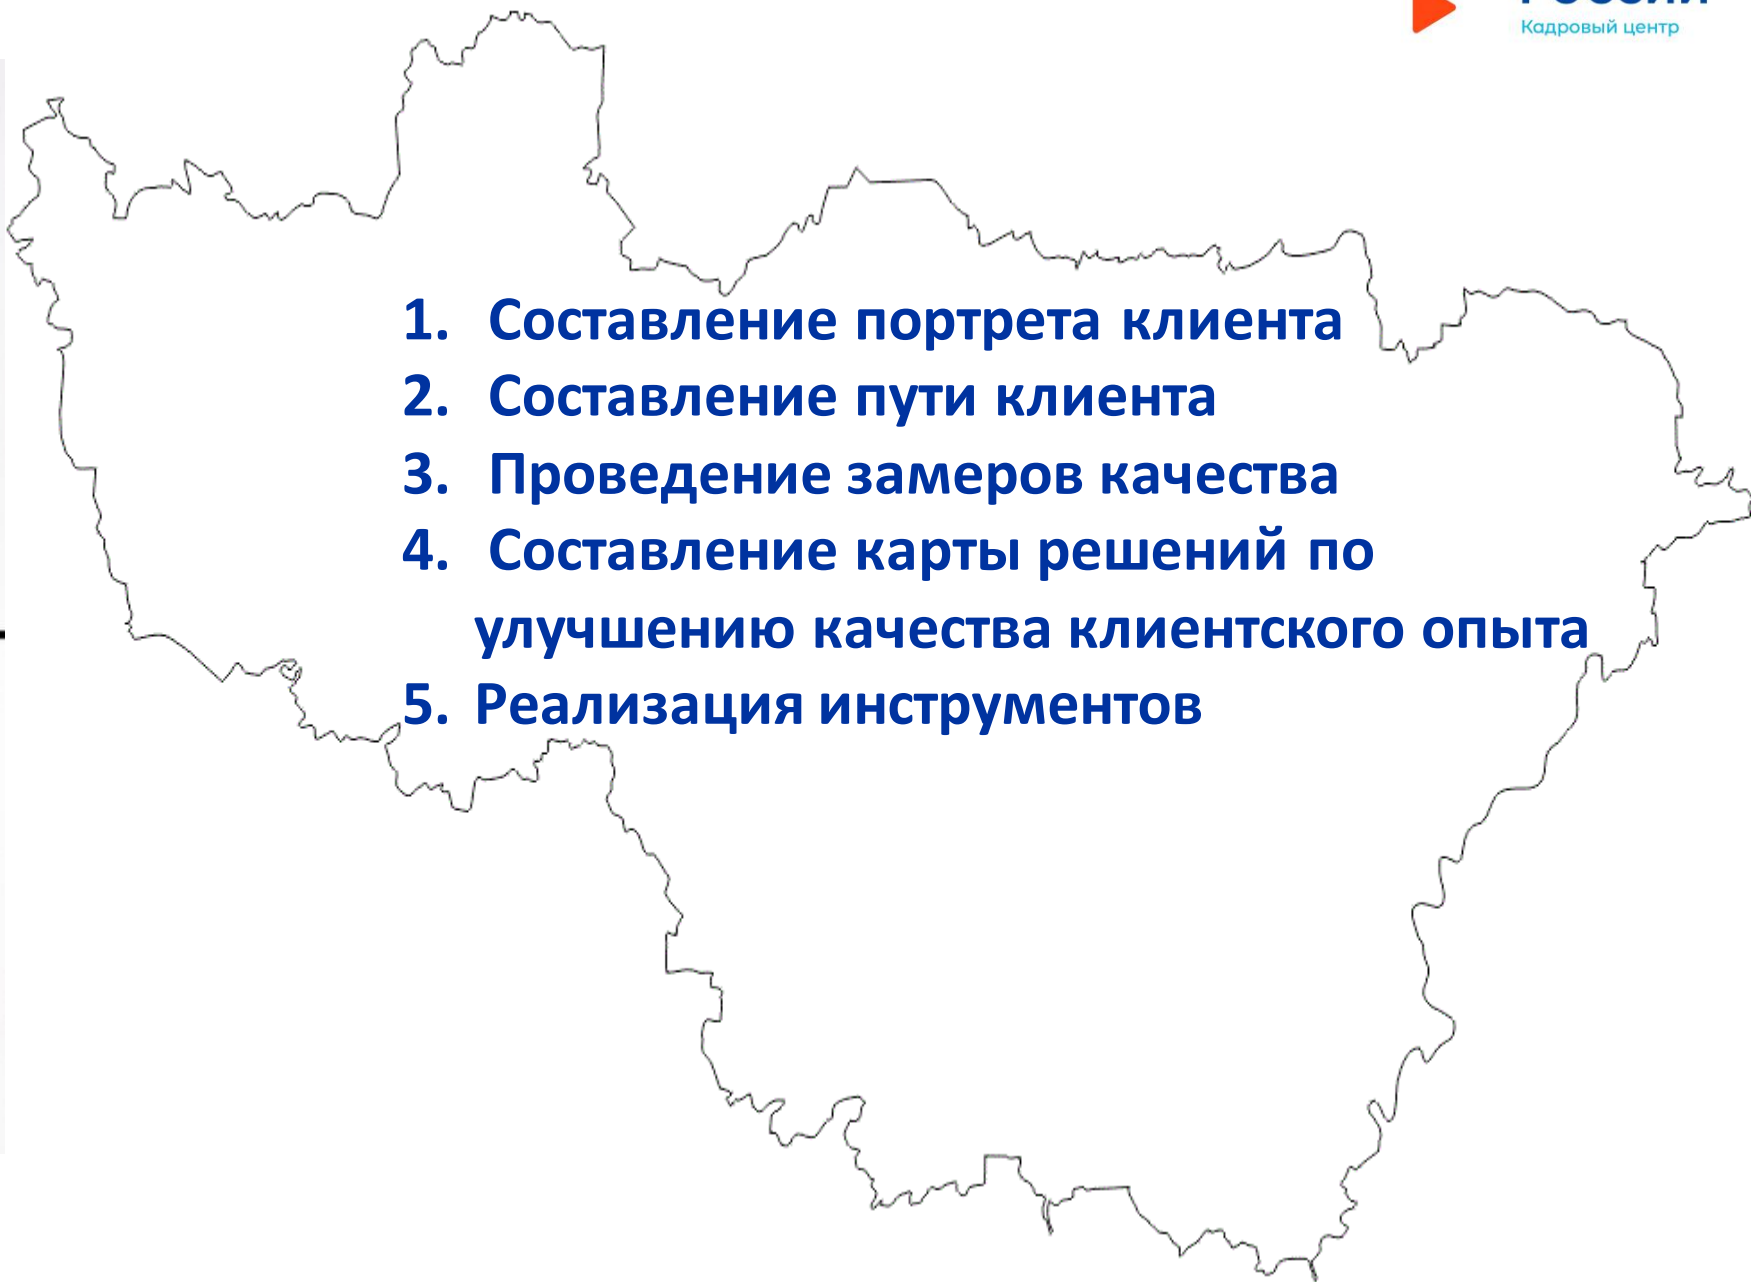 Кадровый центр
1. Составление портрета клиента
2. Составление пути клиента
3. Проведение замеров качества
4. Составление карты решений по
улучшению качества клиентского опыта
5. Реализация инструментов